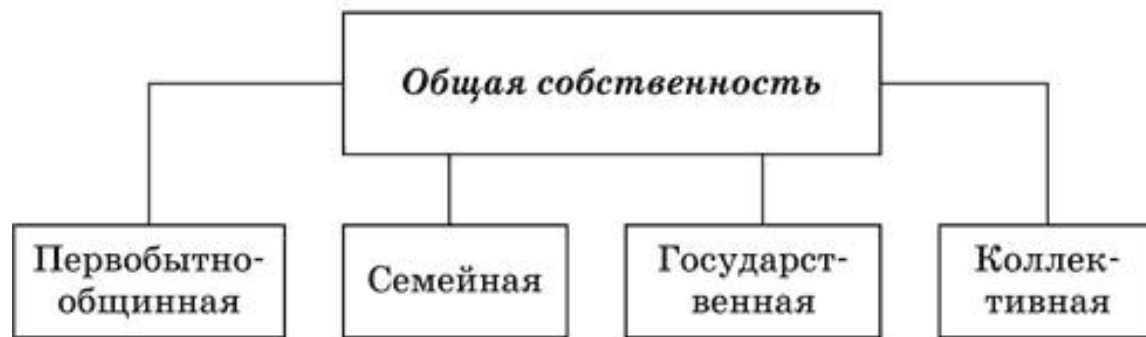 Общая собственность
Первобытно-
общинная
Семейная
Государст-
венная
Коллек-
тивная